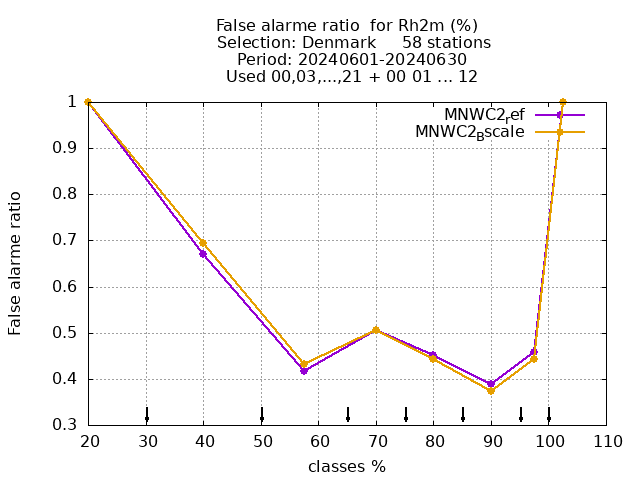 False alarme ratio  for Rh2m (%)
Selection: Denmark     58 stations
Period: 20240601-20240630
Used 00,03,...,21 + 00 01 ... 12
MNWC2ref
MNWC2Bscale
1
0.9
0.8
0.7
0.6
0.5
0.4
0.3
False alarme ratio
20 30 40 50 60 70 80 90 100 110
classes %